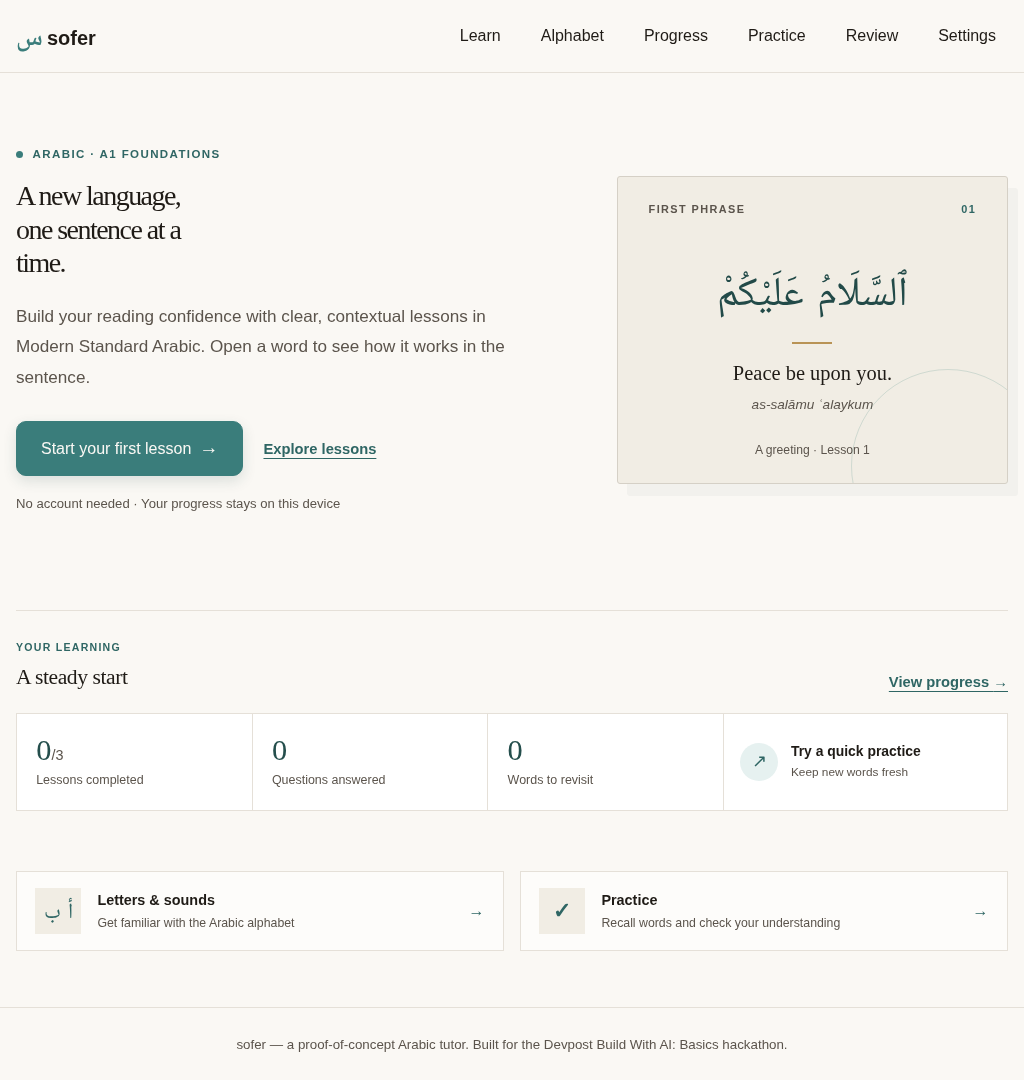 س sofer
Learn Alphabet Progress Practice Review Settings
ARABIC · A1 FOUNDATIONS
A new language,
one sentence at a
time.
Build your reading confidence with clear, contextual lessons in
Modern Standard Arabic. Open a word to see how it works in the
sentence.
Start your first lesson →
Explore lessons
No account needed · Your progress stays on this device
FIRST PHRASE 01
ٱلسَّلَامُ عَلَيْكُمْ
Peace be upon you.
as-salāmu ʿalaykum
A greeting · Lesson 1
YOUR LEARNING
A steady start
View progress →
0/3
Lessons completed
0
Questions answered
0
Words to revisit
↗
Try a quick practice
Keep new words fresh
أ ب
Letters & sounds
Get familiar with the Arabic alphabet
→
✓
Practice
Recall words and check your understanding
→
sofer — a proof-of-concept Arabic tutor. Built for the Devpost Build With AI: Basics hackathon.